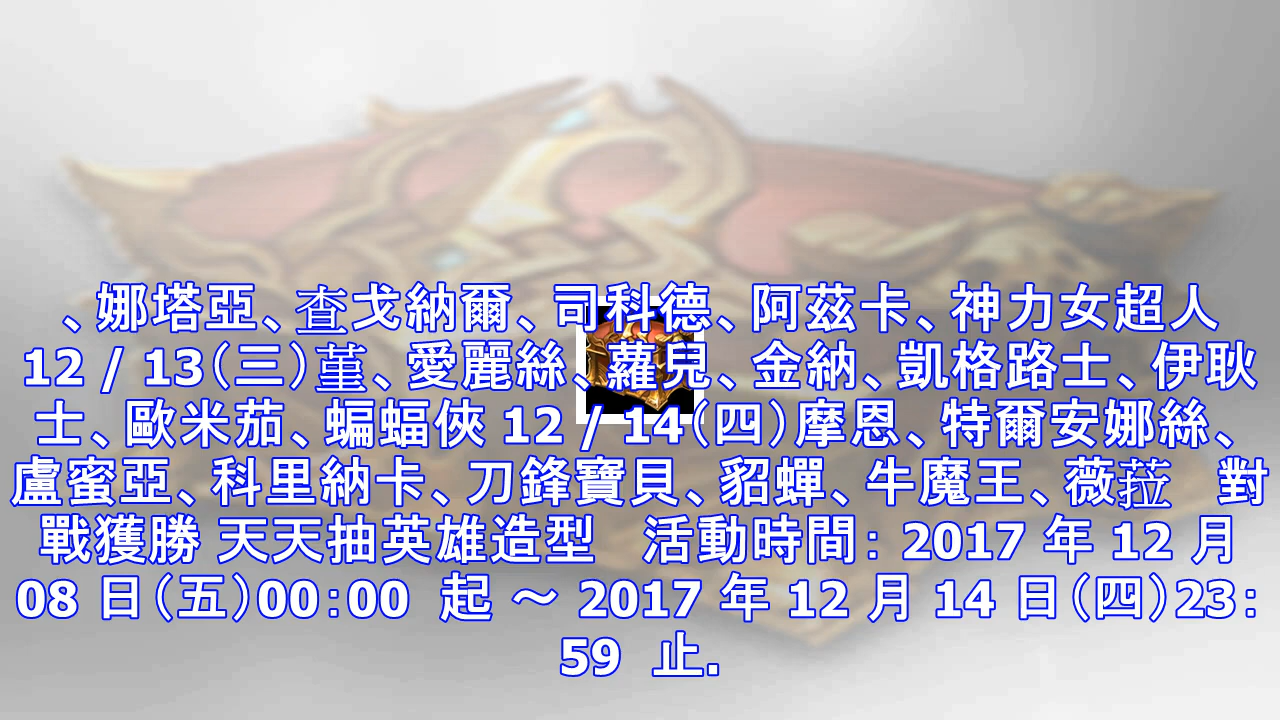 、娜塔亞、查戈納爾、司科德、阿茲卡、神力女超人
12 / 13(三)堇、愛麗絲、蘿兒、金納、凱格路士、伊耿
士、歐米茄、蝙蝠俠 12 / 14(四)摩恩、特爾安娜絲、
盧蜜亞、科里納卡、刀鋒寶貝、貂蟬、牛魔王、薇菈 對
戰獲勝 天天抽英雄造型 活動時間: 2017 年 12 月
08 日(五)00:00 起 ~ 2017 年 12 月 14 日(四)23:
59 止.